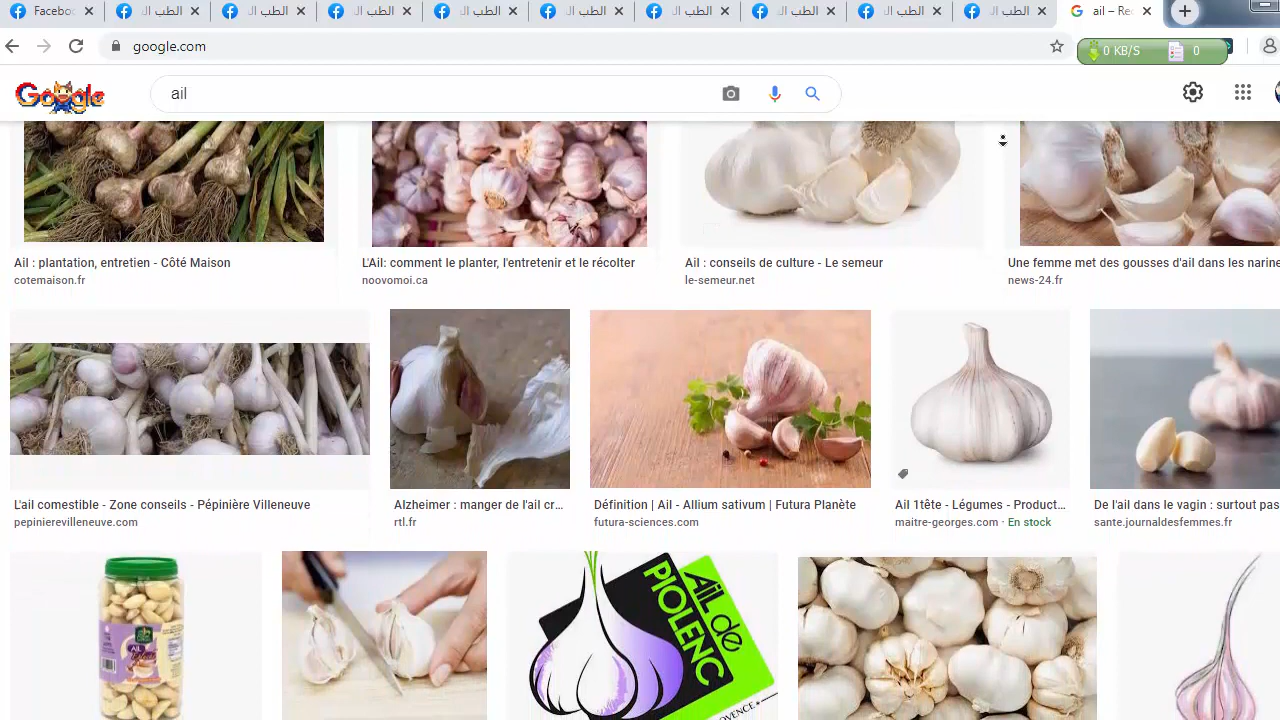 Facebo
الطب ال
الطب ال
الطب ال
الطب ال
الطب ال
الطب ال
الطب ال
الطب ال
الطب ال
ail – Rec
google.com
0 KB/S 0
Google
ail
Ail : plantation, entretien - Côté Maison
cotemaison.fr
L'Ail: comment le planter, l'entretenir et le récolter
noovomoi.ca
Ail : conseils de culture - Le semeur
le-semeur.net
Une femme met des gousses d'ail dans les narine
news-24.fr
L'ail comestible - Zone conseils - Pépinière Villeneuve
pepinierevilleneuve.com
Alzheimer : manger de l'ail cr...
rtl.fr
Définition | Ail - Allium sativum | Futura Planète
futura-sciences.com
Ail 1tête - Légumes - Product...
maitre-georges.com · En stock
De l'ail dans le vagin : surtout pas
sante.journaldesfemmes.fr
AIL
AiL de
PIOLENC